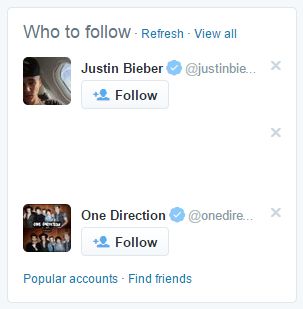 Who to follow · Refresh · View all
Justin Bieber @justinbie...
Follow
One Direction @onedire...
Follow
Popular accounts · Find friends